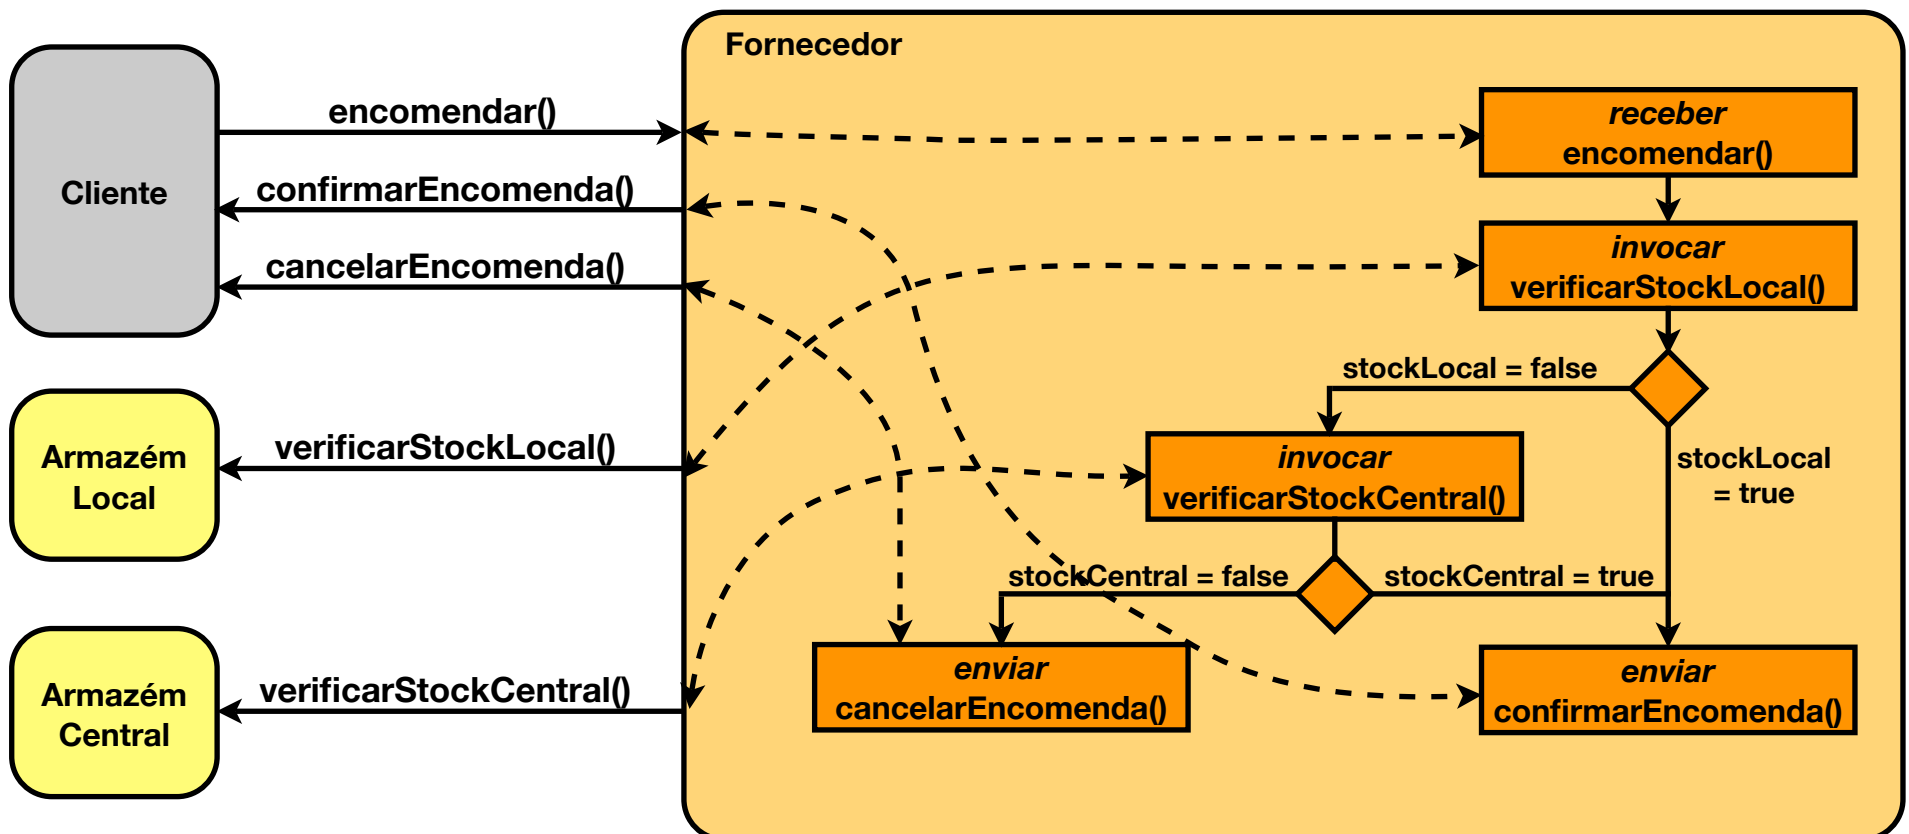 Fornecedor
Cliente
encomendar()
confirmarEncomenda()
cancelarEncomenda()
Armazém
Local
verificarStockLocal()
Armazém
Central
verificarStockCentral()
receber
encomendar()
invocar
verificarStockLocal()
stockLocal = false
stockLocal
= true
invocar
verificarStockCentral()
stockCentral = false
stockCentral = true
enviar
cancelarEncomenda()
enviar
confirmarEncomenda()